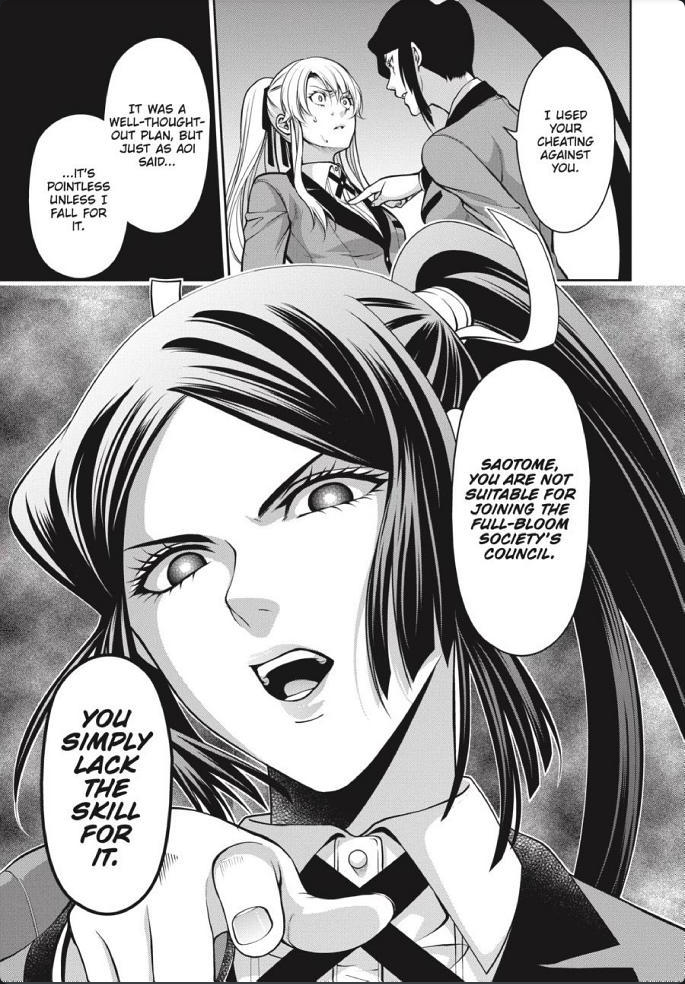 I USED
YOUR
CHEATING
AGAINST
YOU.
IT WAS A
WELL-THOUGHT-
OUT PLAN, BUT
JUST AS AOI
SAID...
...IT'S
POINTLESS
UNLESS I
FALL FOR
IT.
SAOTOME,
YOU ARE NOT
SUITABLE FOR
JOINING THE
FULL-BLOOM
SOCIETY'S
COUNCIL.
YOU
SIMPLY
LACK
THE
SKILL
FOR
IT.